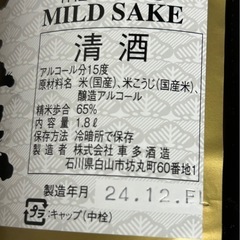 MILD SAKE
清酒
アルコール分15度
原材料名 米(国産)、米こうじ(国産米)、
醸造アルコール
精米歩合 65%
内容量 1.8ℓ
保存方法 冷暗所で保存
製造者 株式会社 車多酒造
石川県白山市坊丸町60番地1
製造年月 24.12.
プラ
キャップ(中栓)